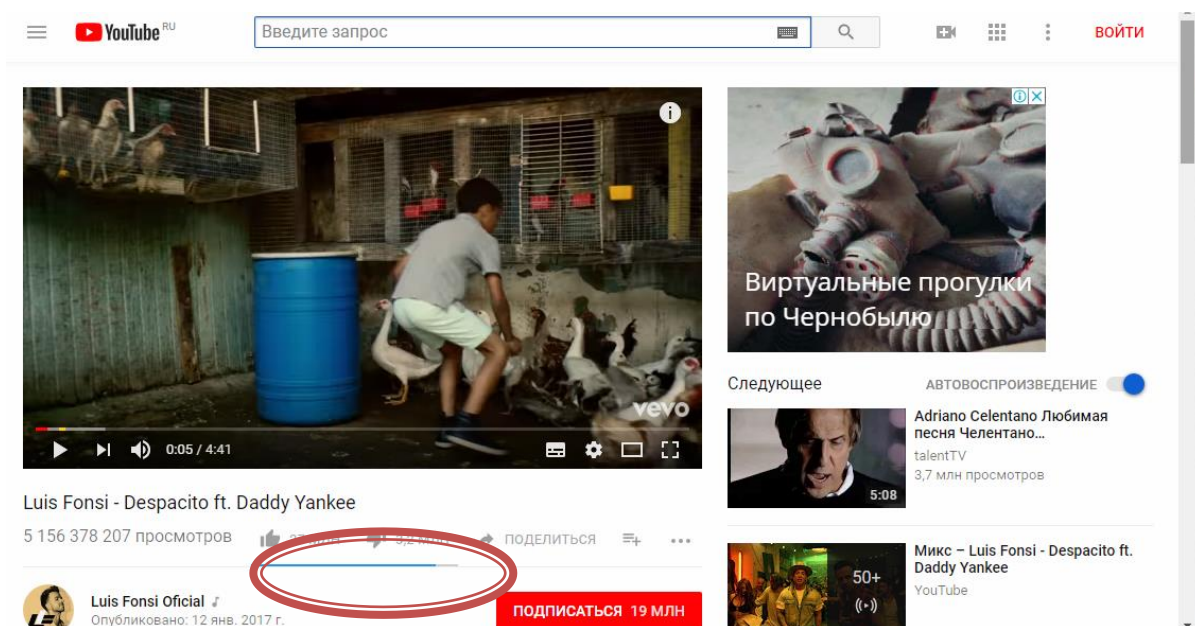 YouTube RU
Введите запрос
ВОЙТИ
vevo
0:05 / 4:41
Luis Fonsi - Despacito ft. Daddy Yankee
5 156 378 207 просмотров
ПОДЕЛИТЬСЯ
Luis Fonsi Oficial
Опубликовано: 12 янв. 2017 г.
ПОДПИСАТЬСЯ 19 МЛН
Виртуальные прогулки
по Чернобылю
Следующее
АВТОВОСПРОИЗВЕДЕНИЕ
Adriano Celentano Любимая
песня Челентано...
talentTV
3,7 млн просмотров
5:08
Микс – Luis Fonsi - Despacito ft.
Daddy Yankee
YouTube
50+